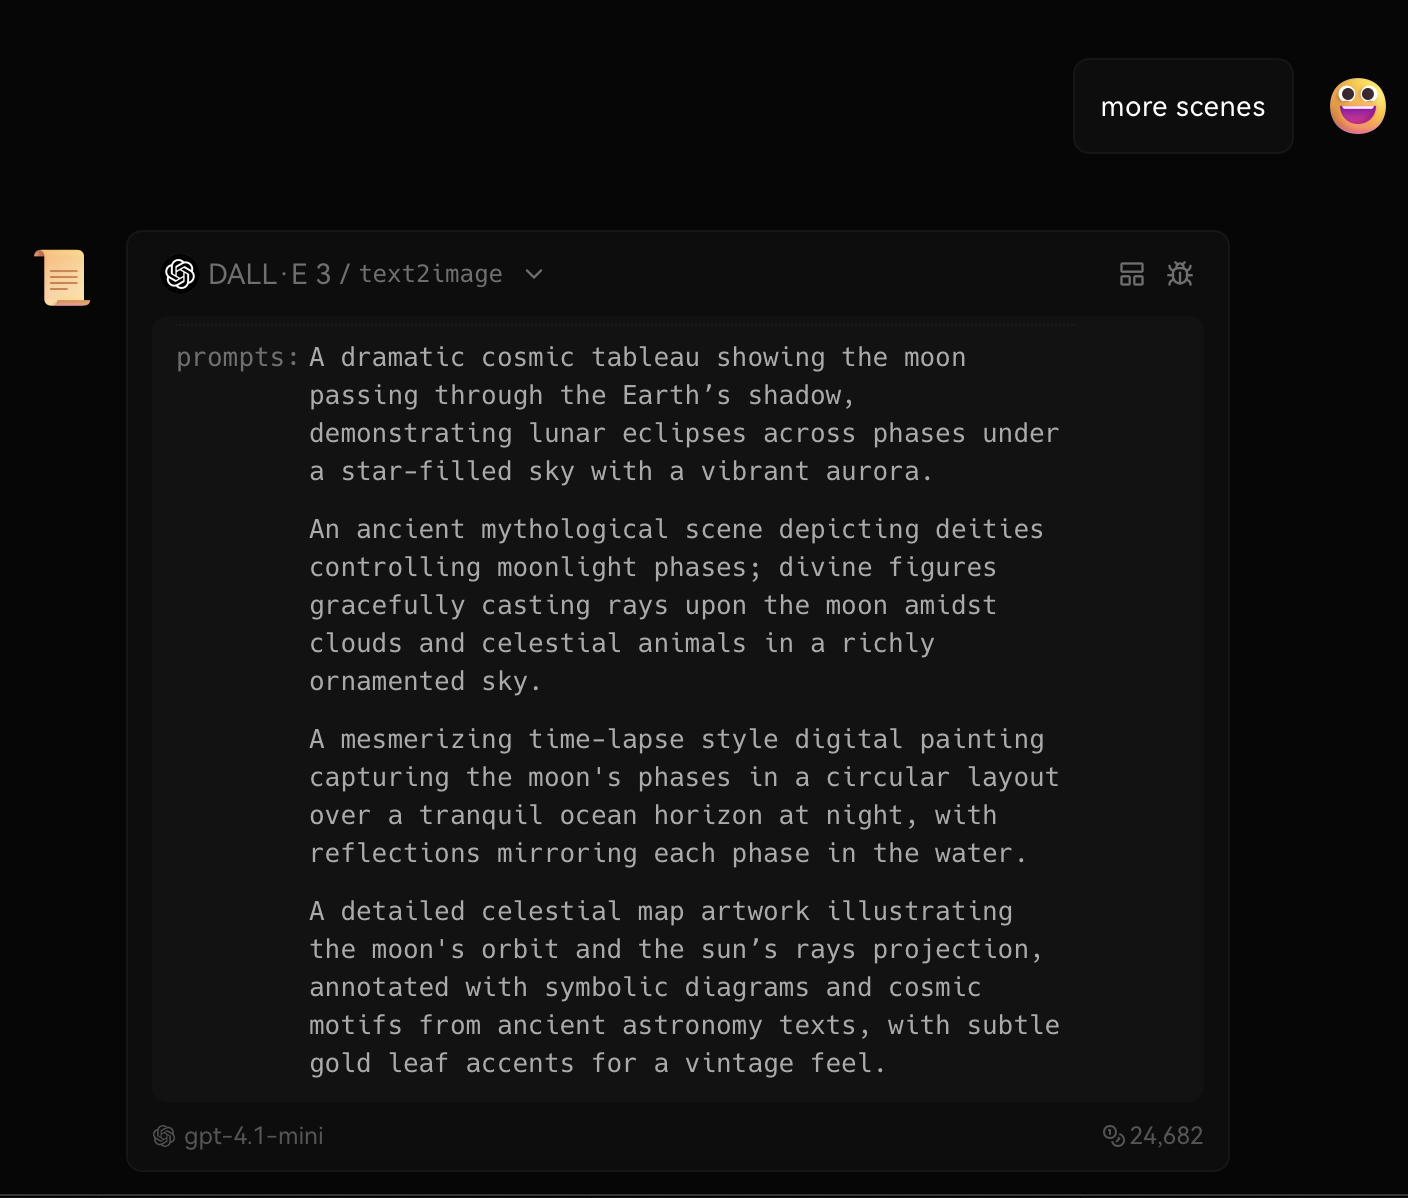 more scenes
DALL·E 3 / text2image
prompts: A dramatic cosmic tableau showing the moon
passing through the Earth’s shadow,
demonstrating lunar eclipses across phases under
a star-filled sky with a vibrant aurora.
An ancient mythological scene depicting deities
controlling moonlight phases; divine figures
gracefully casting rays upon the moon amidst
clouds and celestial animals in a richly
ornamented sky.
A mesmerizing time-lapse style digital painting
capturing the moon's phases in a circular layout
over a tranquil ocean horizon at night, with
reflections mirroring each phase in the water.
A detailed celestial map artwork illustrating
the moon's orbit and the sun’s rays projection,
annotated with symbolic diagrams and cosmic
motifs from ancient astronomy texts, with subtle
gold leaf accents for a vintage feel.
gpt-4.1-mini 24,682